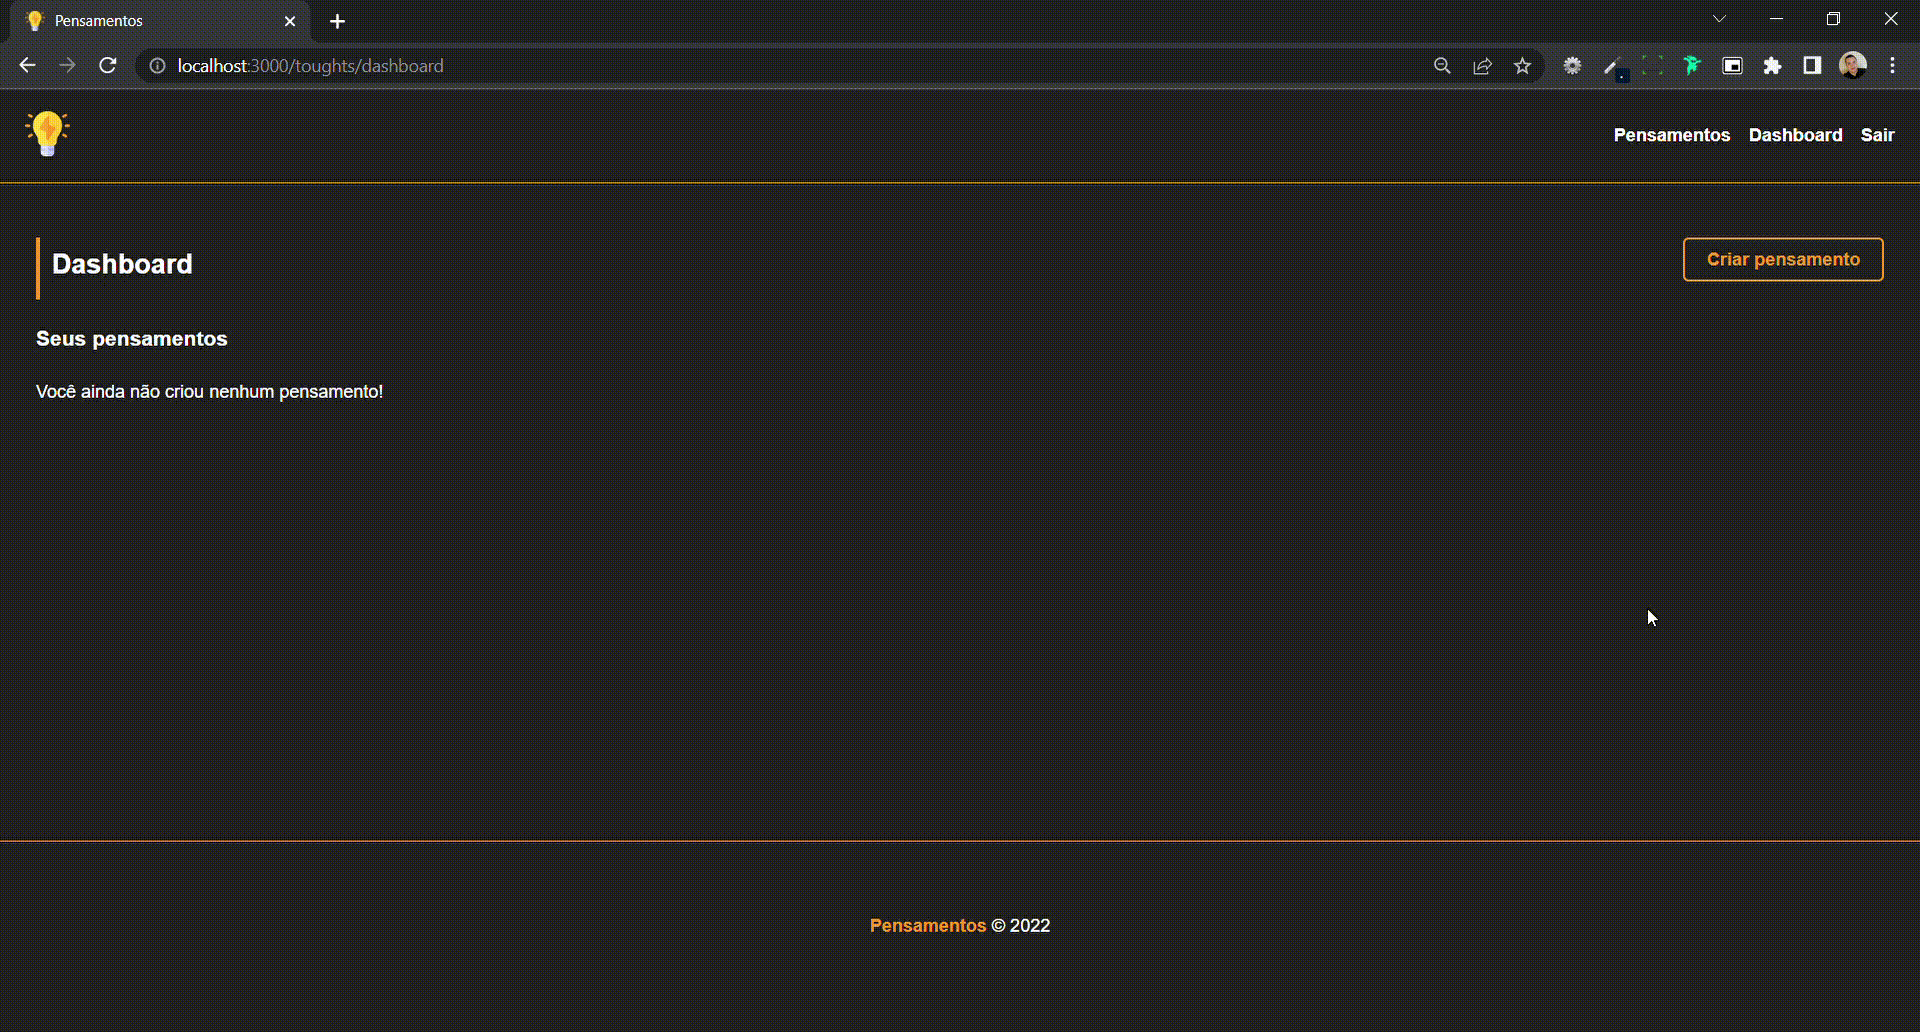 Pensamentos
localhost:3000/toughts/dashboard
Pensamentos Dashboard Sair
Dashboard
Criar pensamento
Seus pensamentos
Você ainda não criou nenhum pensamento!
Pensamentos © 2022